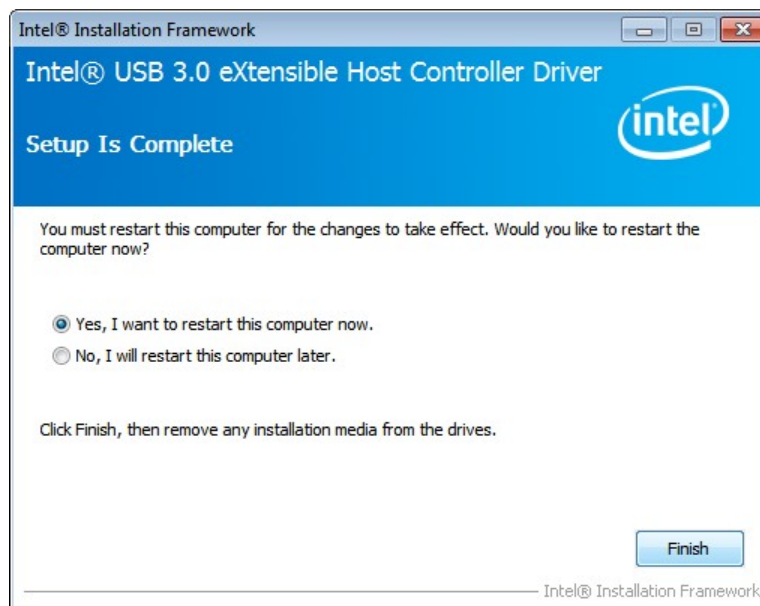 Intel® Installation Framework
Intel® USB 3.0 eXtensible Host Controller Driver
intel
Setup Is Complete
You must restart this computer for the changes to take effect. Would you like to restart the
computer now?
Yes, I want to restart this computer now.
No, I will restart this computer later.
Click Finish, then remove any installation media from the drives.
Finish
Intel® Installation Framework